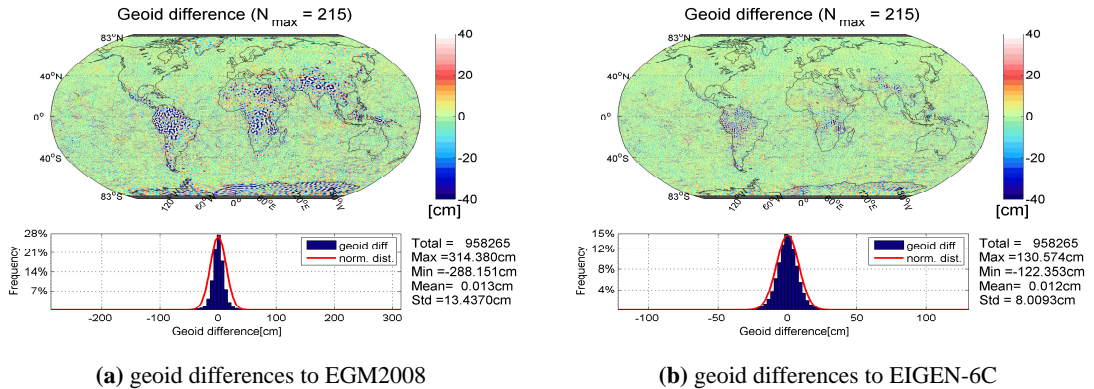 Geoid difference (N_max = 215)
83°N
40°N
0°
40°S
83°S
120°W
60°W
0°
60°E
120°E
180°W
40
20
0
-20
-40
[cm]
28%
21%
14%
7%
Frequency
-200
-100
0
100
200
300
Geoid difference[cm]
geoid diff
norm. dist.
Total = 958265
Max =314.380cm
Min =-288.151cm
Mean= 0.013cm
Std =13.4370cm
(a) geoid differences to EGM2008
Geoid difference (N_max = 215)
83°N
40°N
0°
40°S
83°S
120°W
60°W
0°
60°E
120°E
180°W
40
20
0
-20
-40
[cm]
15%
12%
8%
4%
Frequency
-100
-50
0
50
100
Geoid difference[cm]
geoid diff
norm. dist.
Total = 958265
Max =130.574cm
Min =-122.353cm
Mean= 0.012cm
Std =8.0093cm
(b) geoid differences to EIGEN-6C